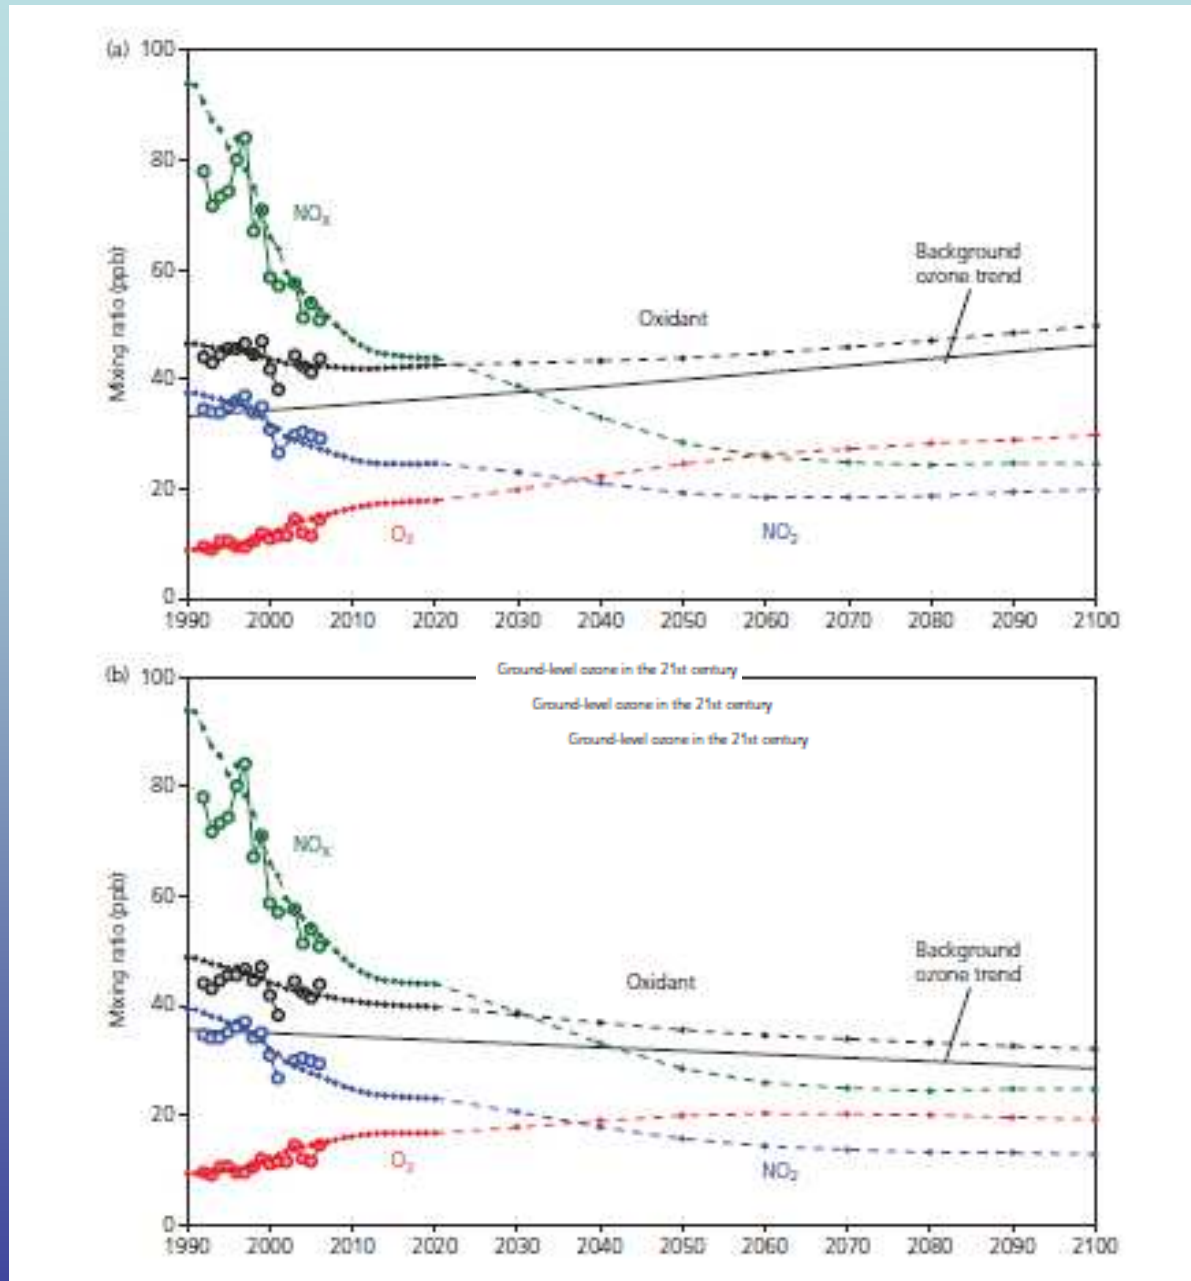 (a)
100
80
60
40
20
0
Mixing ratio (ppb)
NOx
Background
ozone trend
Oxidant
O3
NO2
1990 2000 2010 2020 2030 2040 2050 2060 2070 2080 2090 2100
Ground-level ozone in the 21st century
Ground-level ozone in the 21st century
Ground-level ozone in the 21st century
(b)
100
80
60
40
20
0
Mixing ratio (ppb)
NOx
Background
ozone trend
Oxidant
O3
NO2
1990 2000 2010 2020 2030 2040 2050 2060 2070 2080 2090 2100